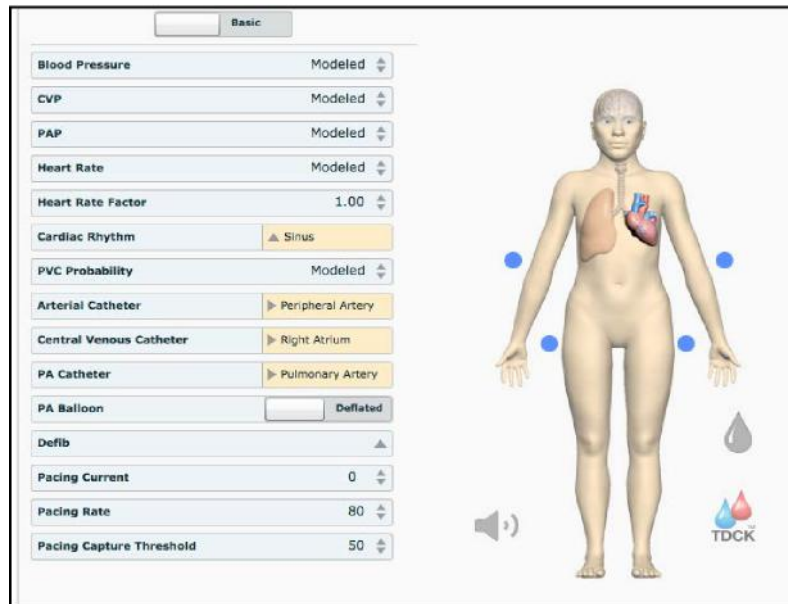 Basic
Blood Pressure Modeled
CVP Modeled
PAP Modeled
Heart Rate Modeled
Heart Rate Factor 1.00
Cardiac Rhythm Sinus
PVC Probability Modeled
Arterial Catheter Peripheral Artery
Central Venous Catheter Right Atrium
PA Catheter Pulmonary Artery
PA Balloon Deflated
Defib
Pacing Current 0
Pacing Rate 80
Pacing Capture Threshold 50
TDCK™